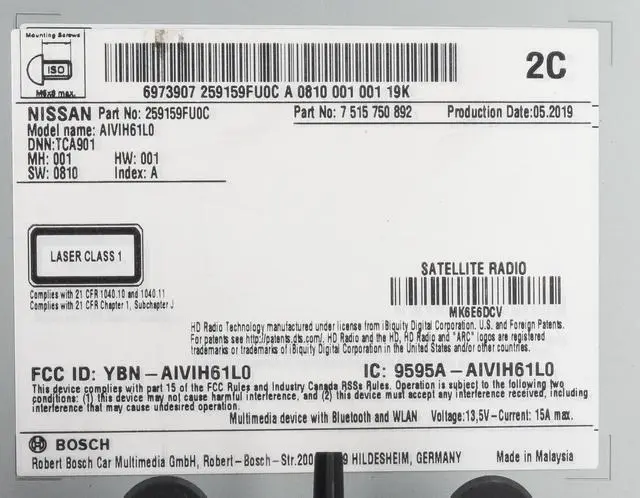 Mounting Screws
ISO
M5x8 max.
2C
6973907 259159FU0C A 0810 001 001 19K
NISSAN Part No: 259159FU0C
Part No: 7 515 750 892
Production Date:05.2019
Model name: AIVIH61L0
DNN:TCA901
MH: 001 HW: 001
SW: 0810 Index: A
LASER CLASS 1
Complies with 21 CFR 1040.10 and 1040.11
Complies with 21 CFR Chapter 1, Subchapter J
SATELLITE RADIO
MK6E6DCV
HD Radio Technology manufactured under license from iBiquity Digital Corporation. U.S. and Foreign Patents.
For patents see http://patents.dts.com/. HD Radio and the HD, HD Radio and "ARC" logos are registered
trademarks or trademarks of iBiquity Digital Corporation in the United States and/or other countries.
FCC ID: YBN-AIVIH61L0
IC: 9595A-AIVIH61L0
This device complies with part 15 of the FCC Rules and Industry Canada RSSs Rules. Operation is subject to the following two
conditions: (1) this device may not cause harmful interference, and (2) this device must accept any interference received, including
interference that may cause undesired operation.
Multimedia device with Bluetooth and WLAN Voltage:13,5V-Current: 15A max.
BOSCH
Robert Bosch Car Multimedia GmbH, Robert-Bosch-Str.200 HILDESHEIM, GERMANY
Made in Malaysia